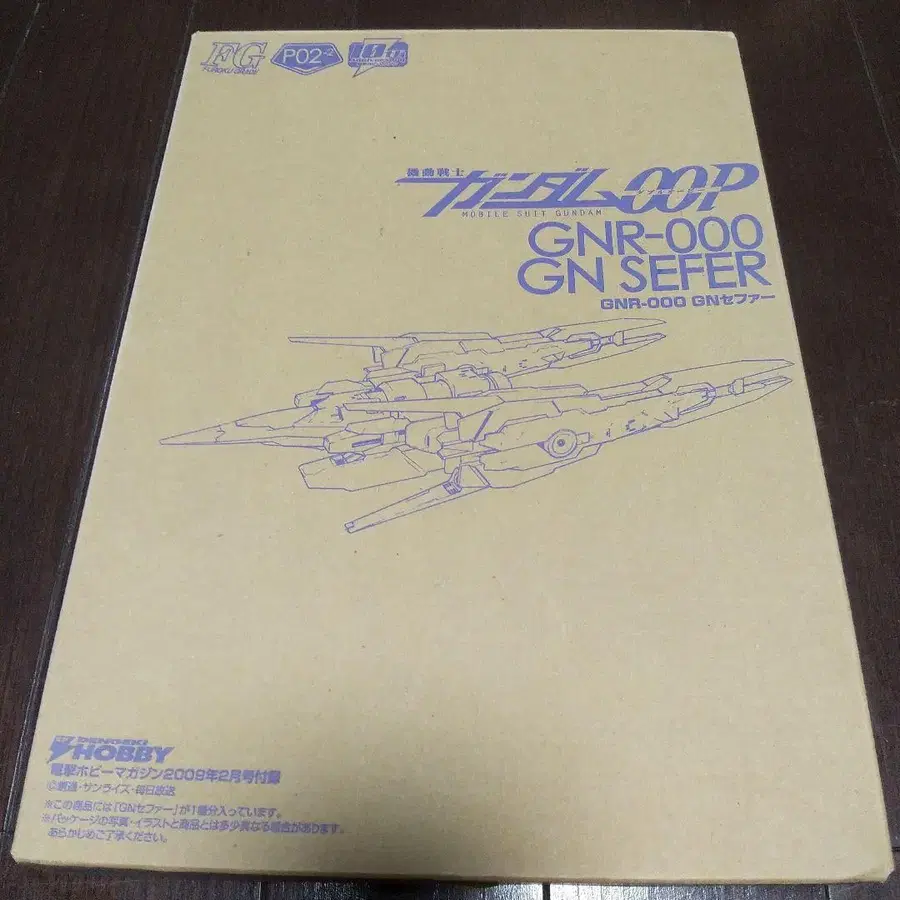 FG
FUROKU GRADE
P02-2
10th
機動戦士
ガンダム00P
MOBILE SUIT GUNDAM
GNR-000
GN SEFER
GNR-000 GNセファー
DENGEKI
HOBBY
電撃ホビーマガジン2009年2月号付録
©創通・サンライズ・毎日放送
※この商品には「GNセファー」が1種分入っています。
※パッケージの写真・イラストと商品とは多少異なる場合があります。
あらかじめご了承ください。